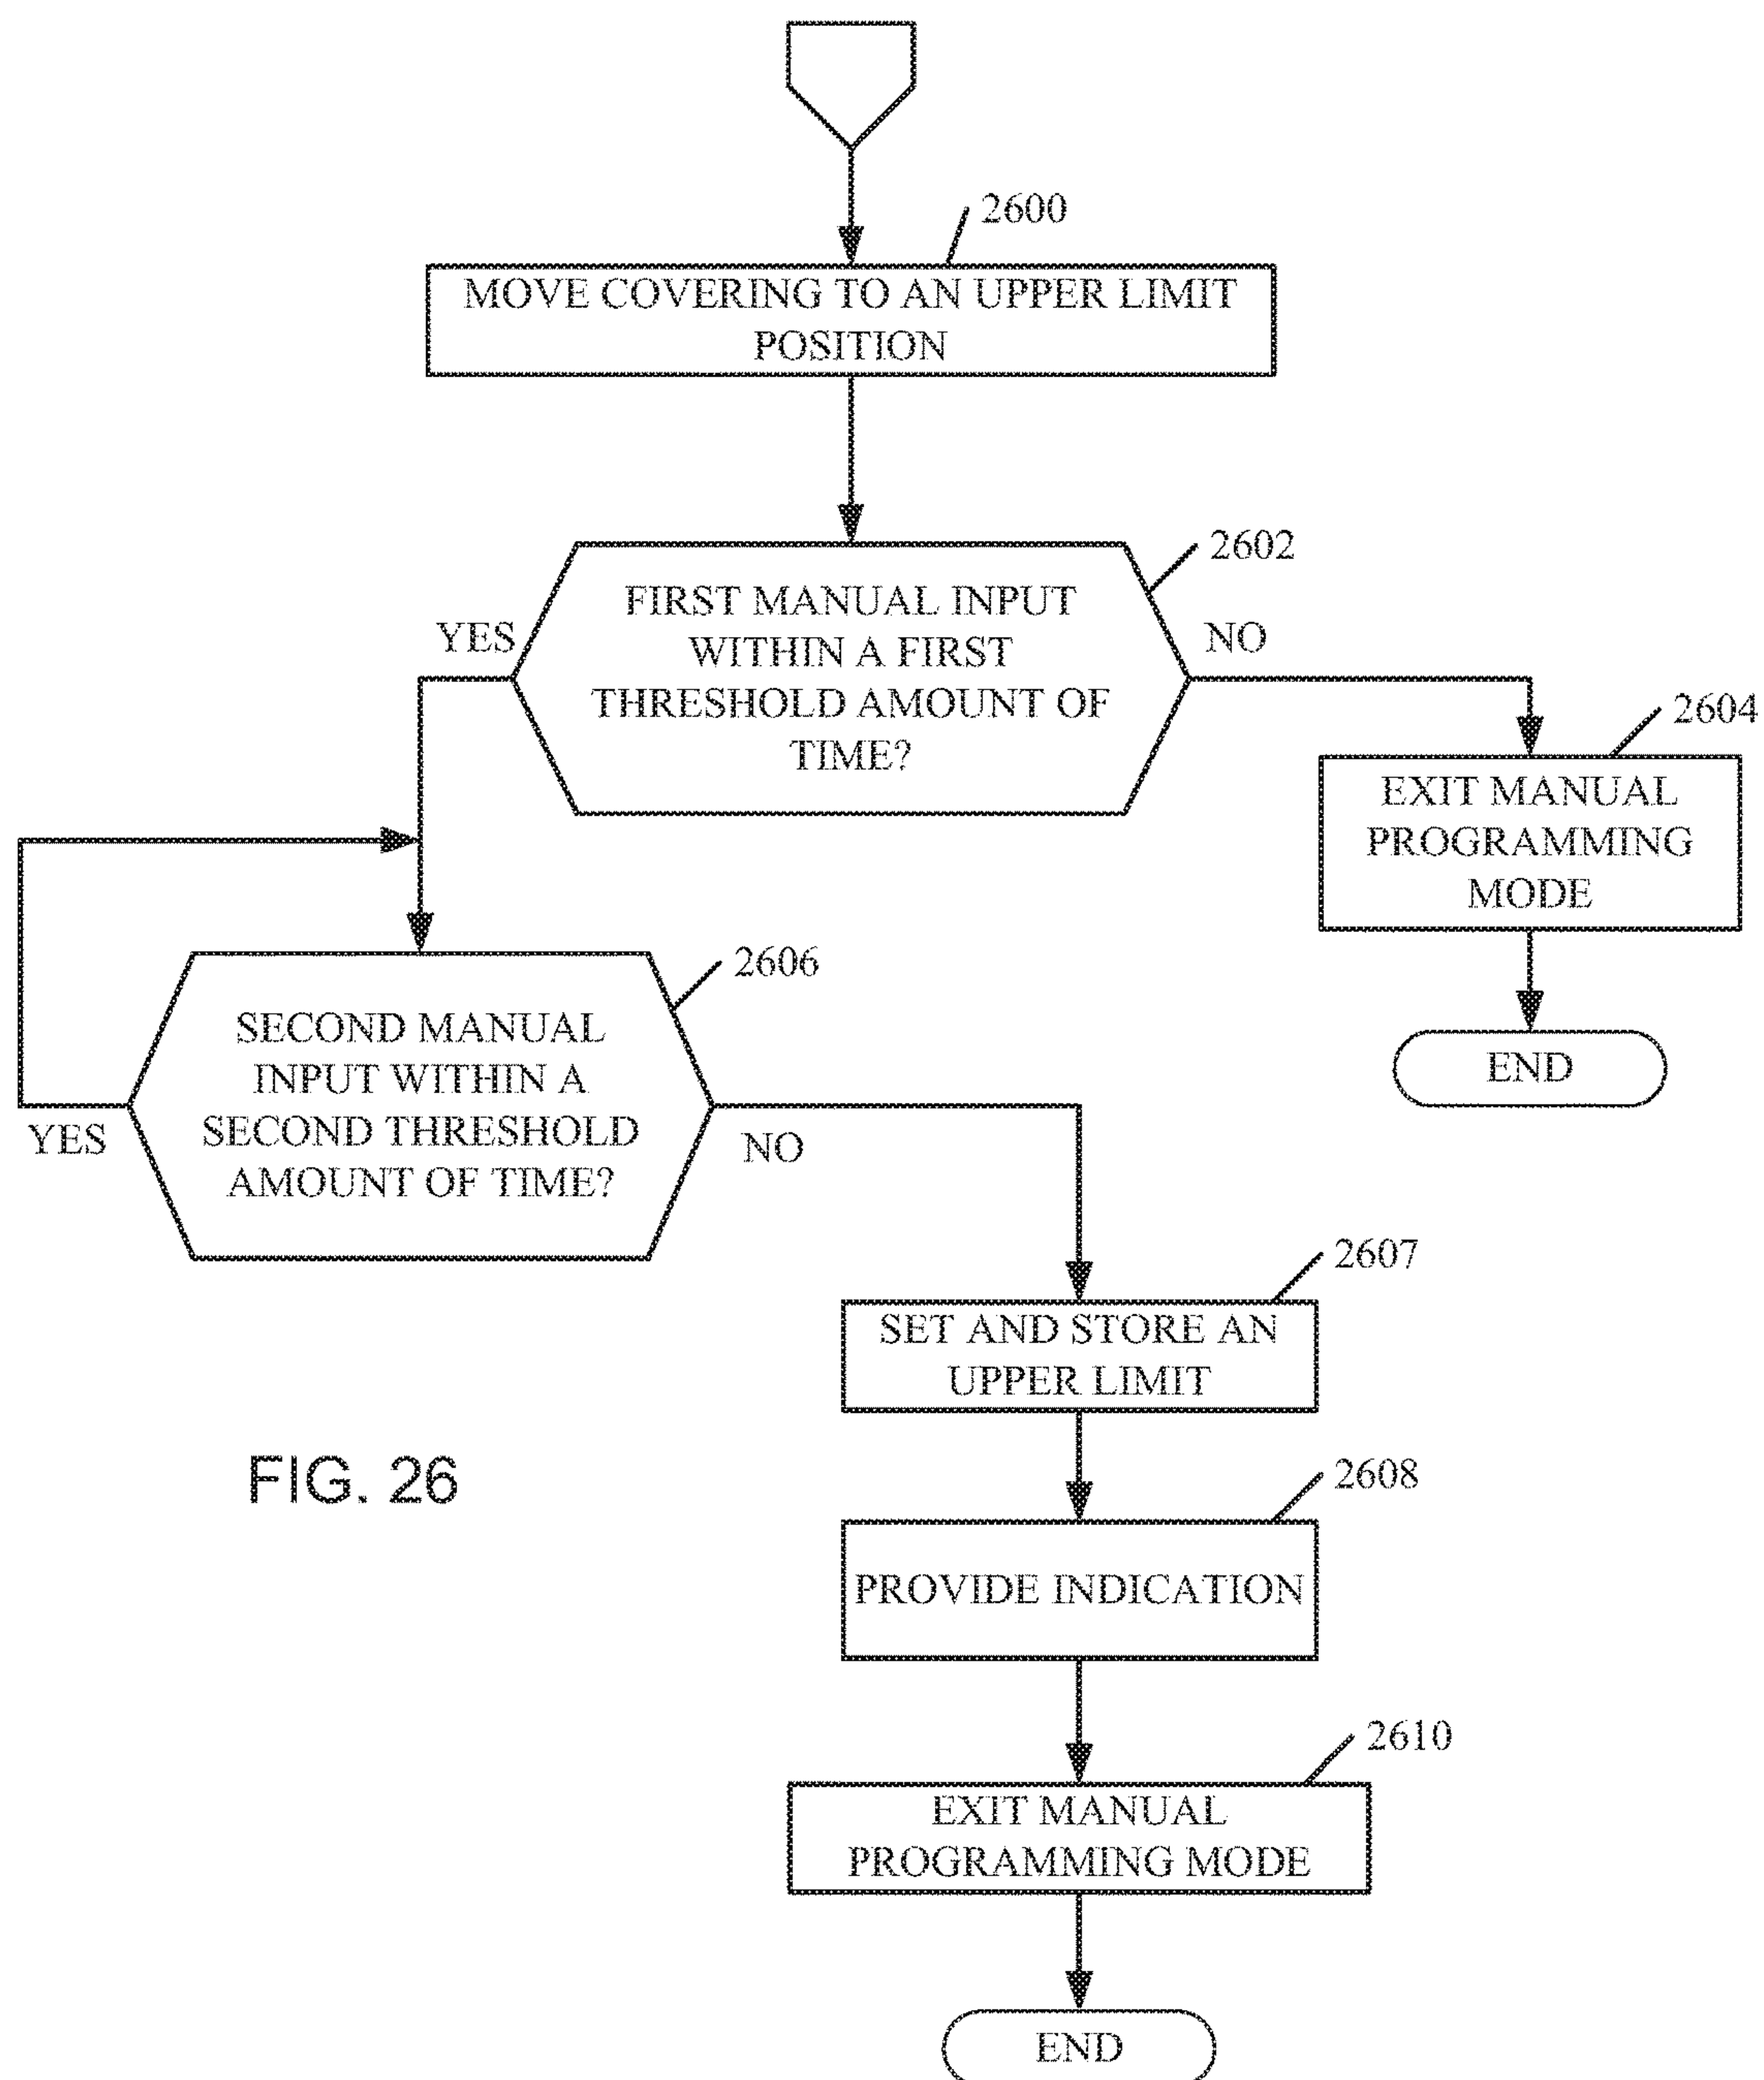 2600
MOVE COVERING TO AN UPPER LIMIT
POSITION
2602
FIRST MANUAL INPUT
WITHIN A FIRST
THRESHOLD AMOUNT OF
TIME?
YES
NO
2604
EXIT MANUAL
PROGRAMMING
MODE
END
2606
SECOND MANUAL
INPUT WITHIN A
SECOND THRESHOLD
AMOUNT OF TIME?
YES
NO
2607
SET AND STORE AN
UPPER LIMIT
2608
PROVIDE INDICATION
2610
EXIT MANUAL
PROGRAMMING MODE
END
FIG. 26